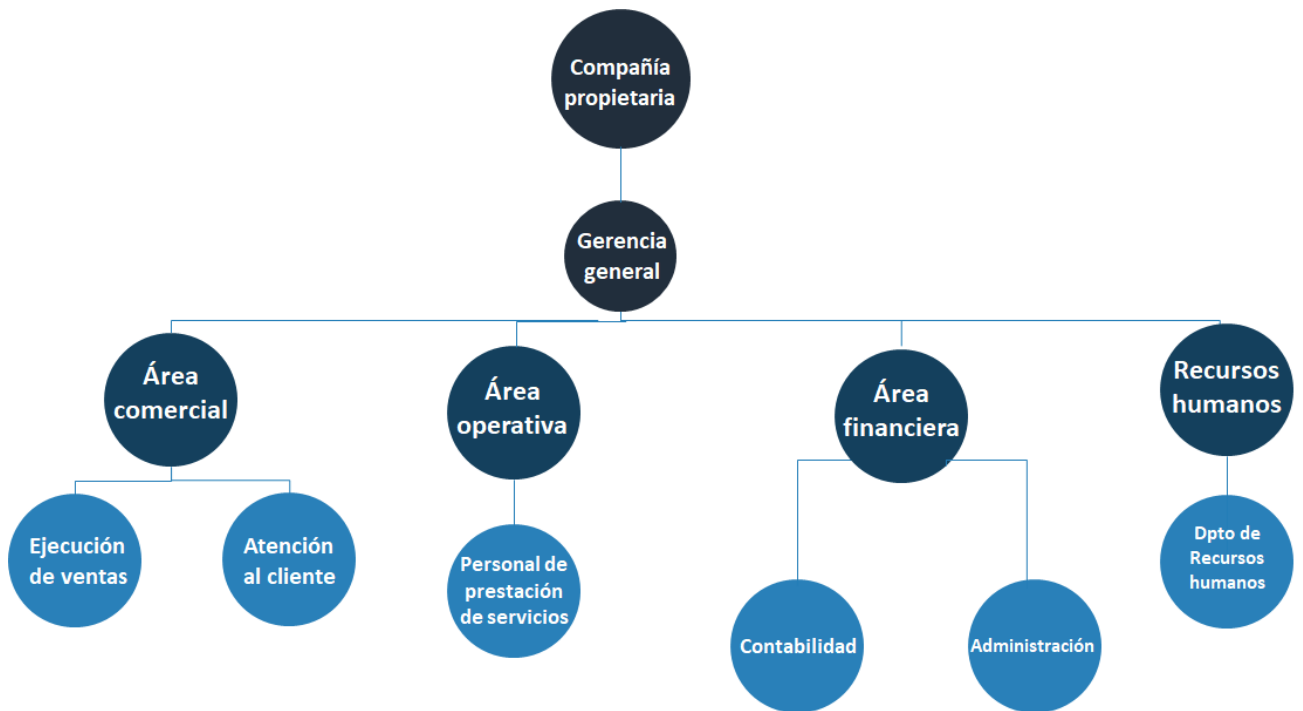 Compañía
propietaria
Gerencia
general
Área
comercial
Área
operativa
Área
financiera
Recursos
humanos
Ejecución
de ventas
Atención
al cliente
Personal de
prestación
de servicios
Contabilidad
Administración
Dpto de
Recursos
humanos